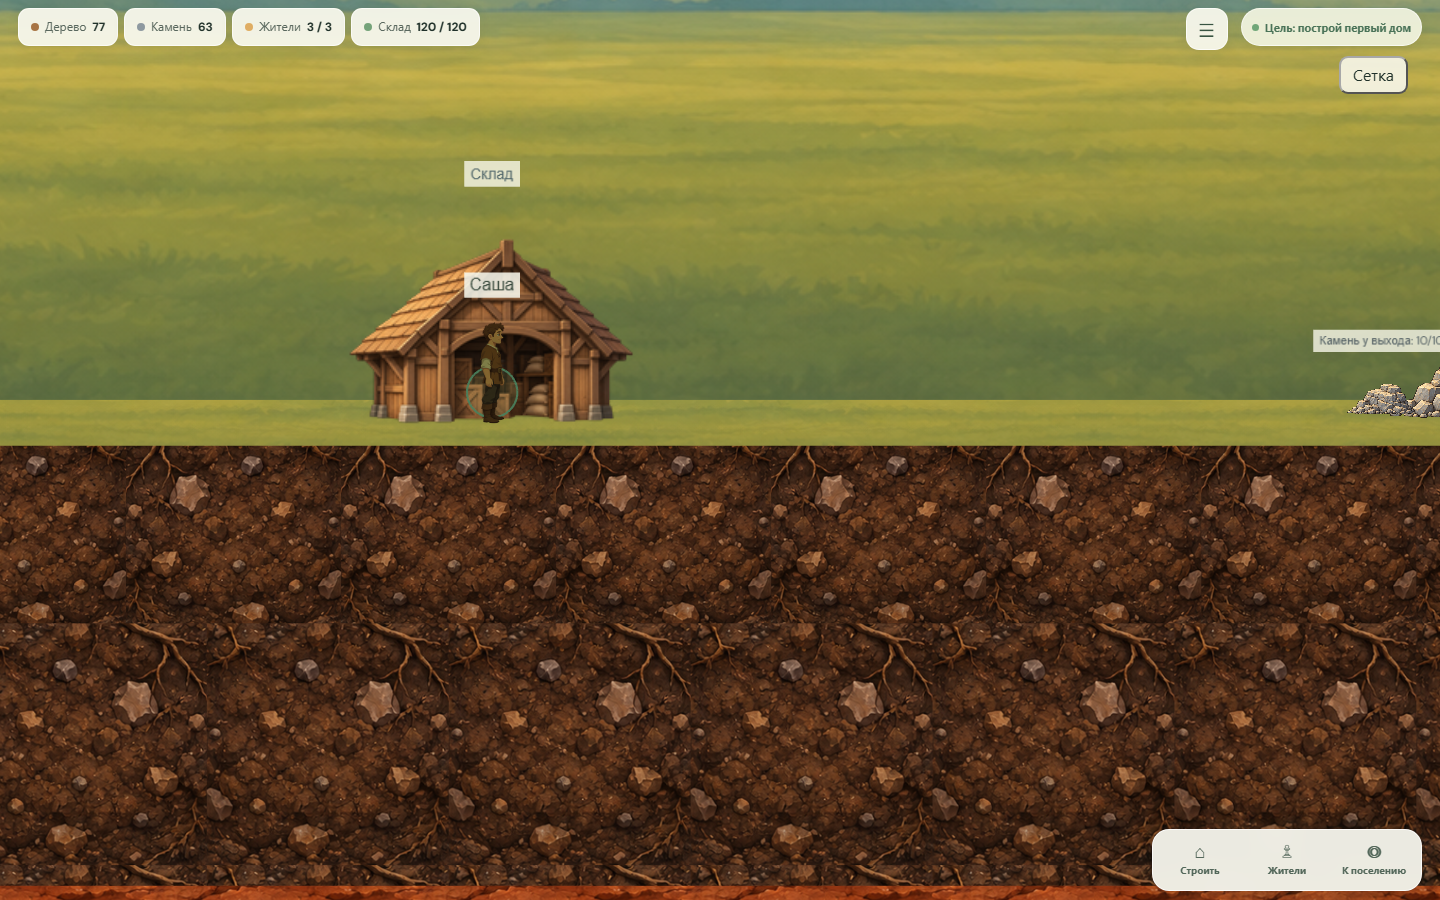 Дерево 77
Камень 63
Жители 3 / 3
Склад 120 / 120
☰
Цель: построй первый дом
Сетка
Склад
Саша
Камень у выхода: 10/10
Строить
Жители
К поселению